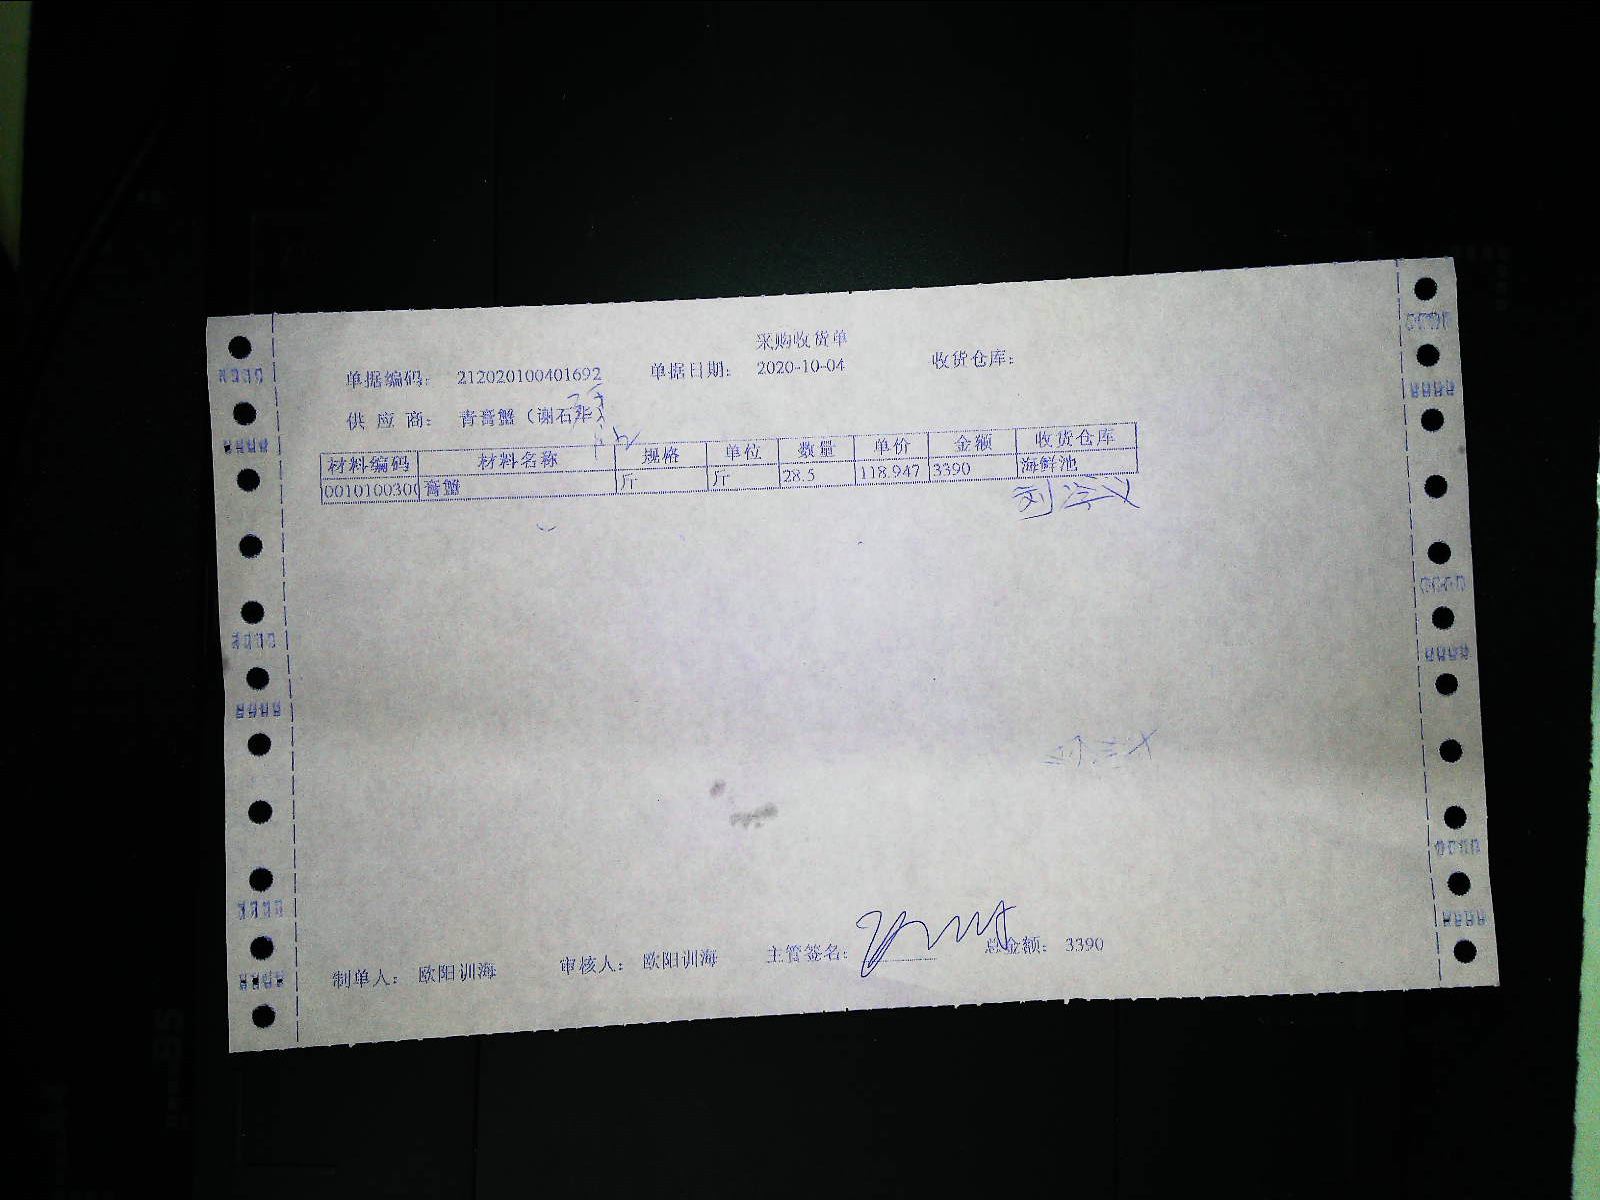 采购收货单
单据编码： 212020100401692 单据日期： 2020-10-04 收货仓库：
供 应 商： 青膏蟹（谢石非）
材料编码 材料名称 规格 单位 数量 单价 金额 收货仓库
0010100300 膏蟹 斤 斤 28.5 118.947 3390 海鲜池
制单人： 欧阳训海 审核人： 欧阳训海 主管签名： 总金额： 3390